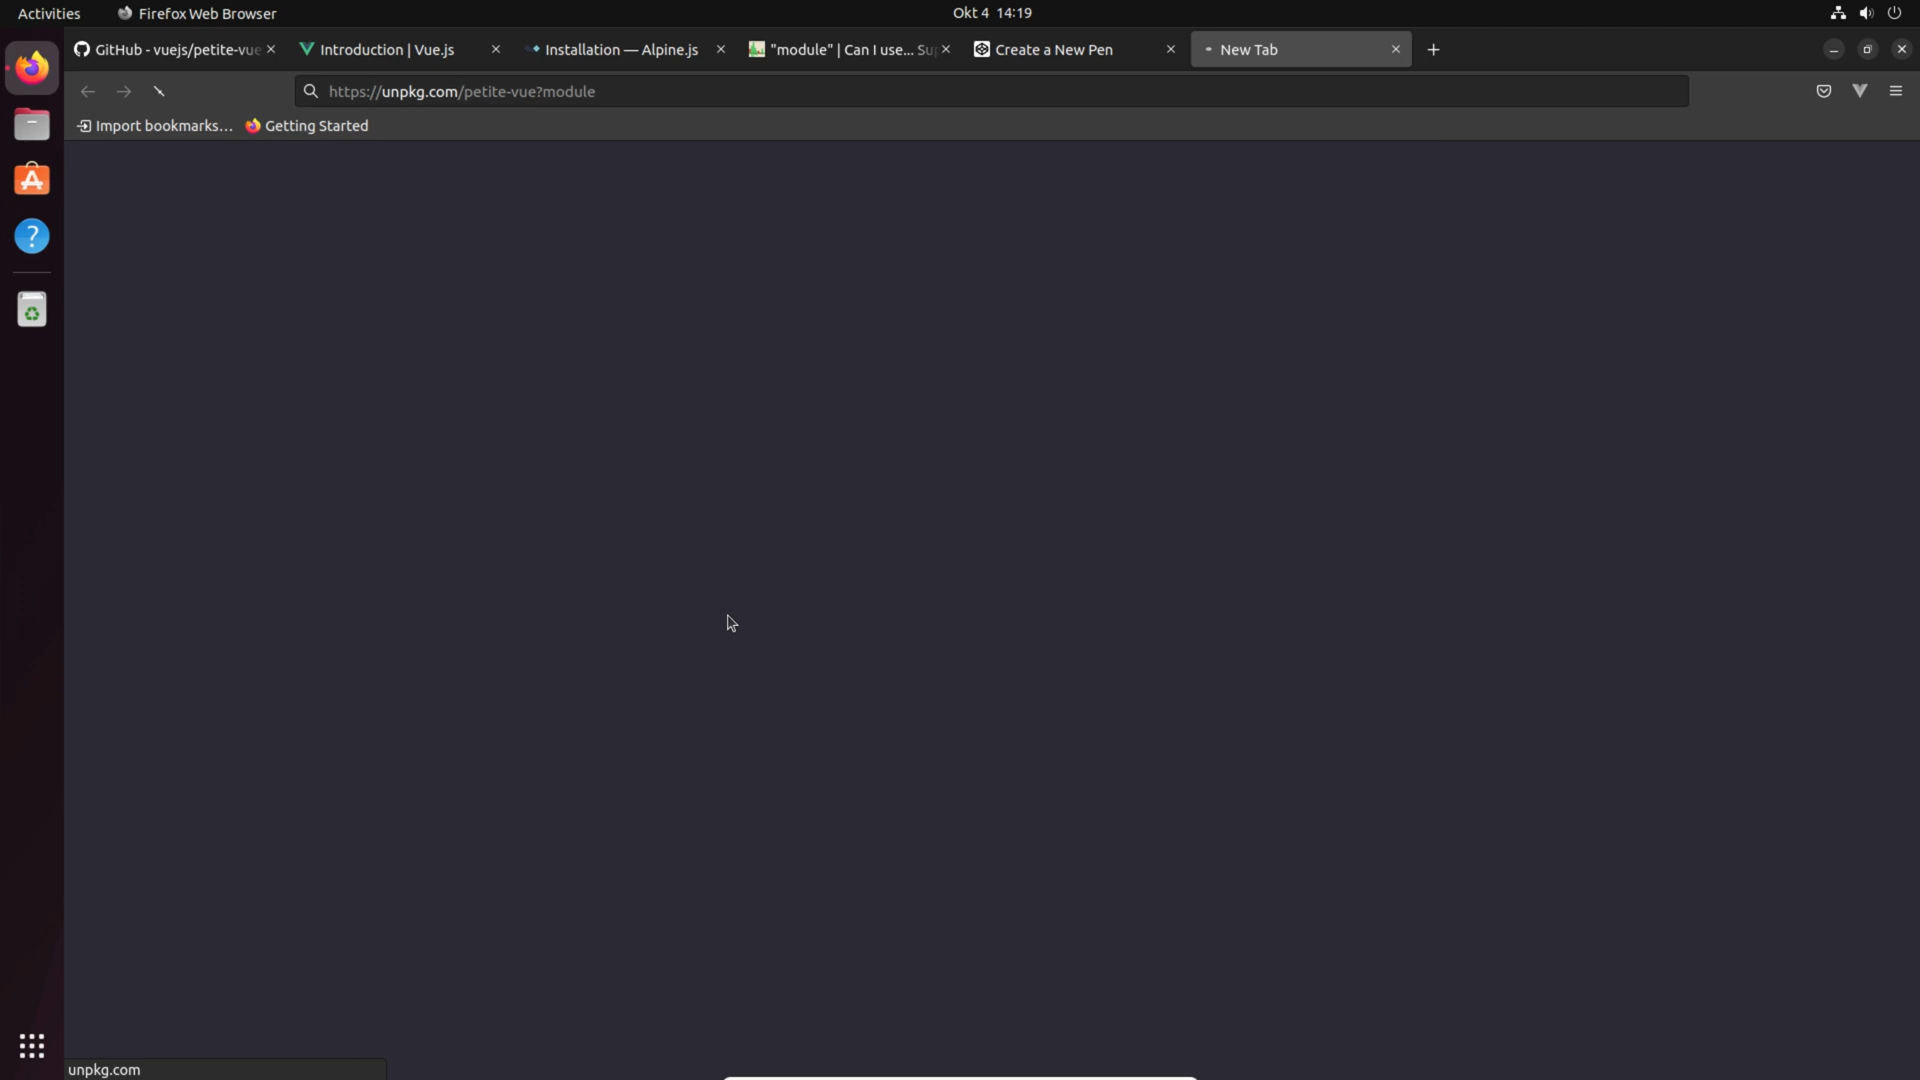 Activities
Firefox Web Browser
Okt 4 14:19
GitHub - vuejs/petite-vue
Introduction | Vue.js
Installation — Alpine.js
"module" | Can I use... Su
Create a New Pen
New Tab
https://unpkg.com/petite-vue?module
Import bookmarks...
Getting Started
unpkg.com